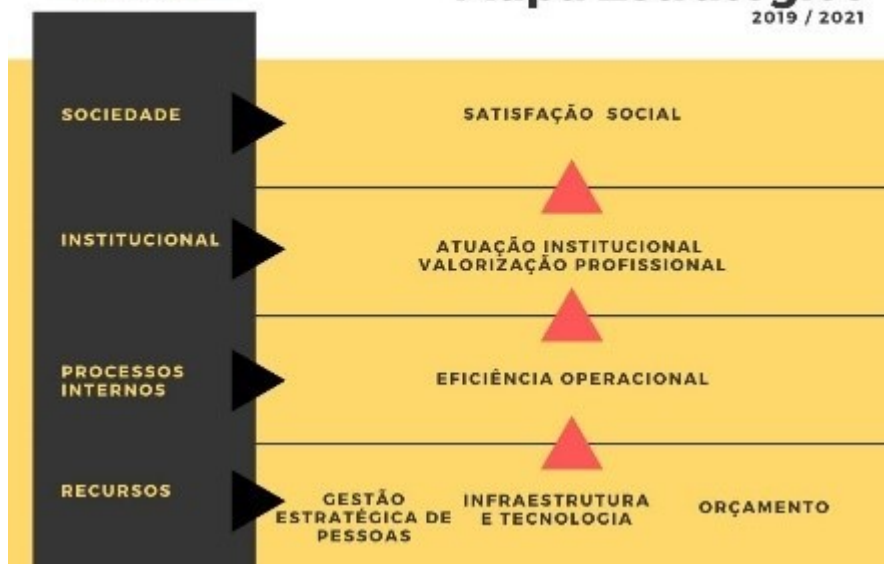 2019 / 2021
SOCIEDADE
SATISFAÇÃO SOCIAL
INSTITUCIONAL
ATUAÇÃO INSTITUCIONAL
VALORIZAÇÃO PROFISSIONAL
PROCESSOS
INTERNOS
EFICIÊNCIA OPERACIONAL
RECURSOS
GESTÃO
ESTRATÉGICA DE
PESSOAS
INFRAESTRUTURA
E TECNOLOGIA
ORÇAMENTO